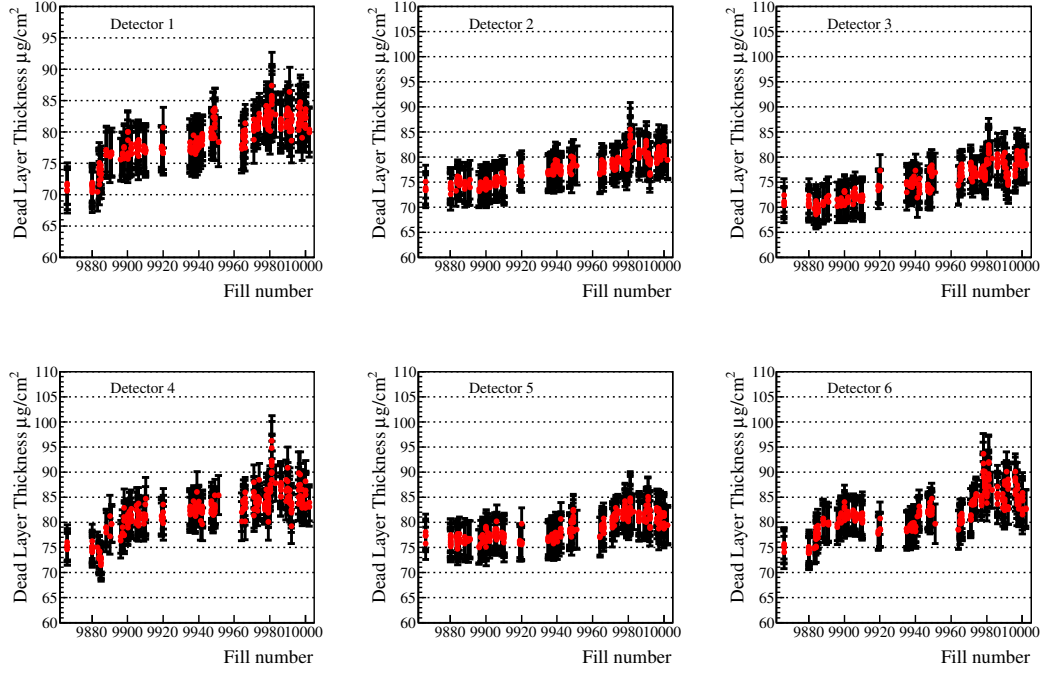 Detector 1
Dead Layer Thickness μg/cm²
100
95
90
85
80
75
70
65
60
9880 9900 9920 9940 9960 998010000
Fill number
Detector 2
Dead Layer Thickness μg/cm²
110
105
100
95
90
85
80
75
70
65
60
9880 9900 9920 9940 9960 998010000
Fill number
Detector 3
Dead Layer Thickness μg/cm²
110
105
100
95
90
85
80
75
70
65
60
9880 9900 9920 9940 9960 998010000
Fill number
Detector 4
Dead Layer Thickness μg/cm²
110
105
100
95
90
85
80
75
70
65
60
9880 9900 9920 9940 9960 998010000
Fill number
Detector 5
Dead Layer Thickness μg/cm²
110
105
100
95
90
85
80
75
70
65
60
9880 9900 9920 9940 9960 998010000
Fill number
Detector 6
Dead Layer Thickness μg/cm²
110
105
100
95
90
85
80
75
70
65
60
9880 9900 9920 9940 9960 998010000
Fill number